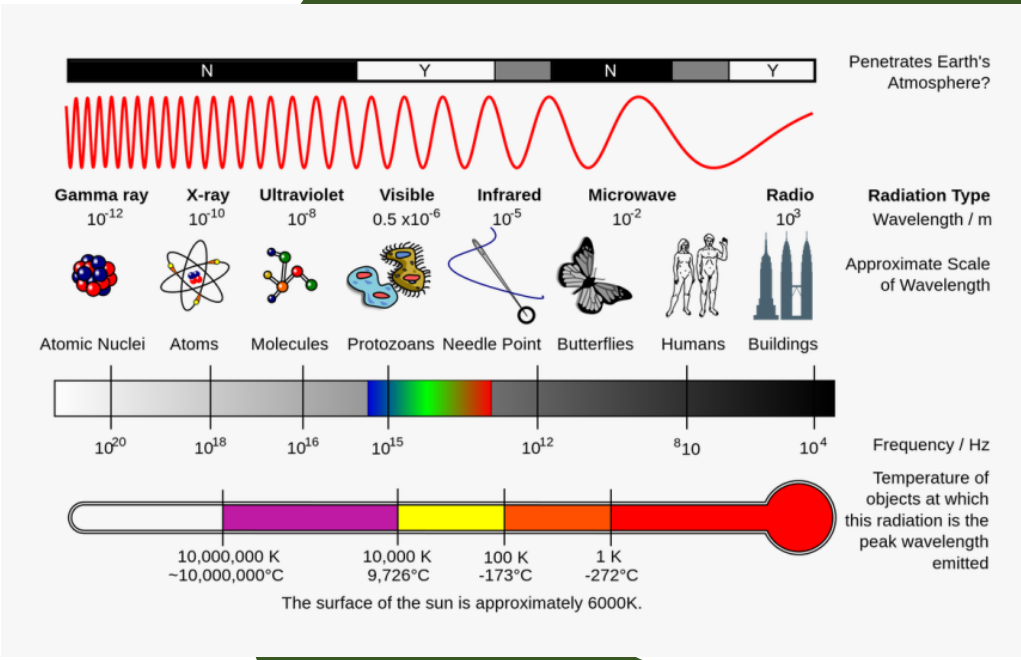 N Y N Y Penetrates Earth's
Atmosphere?
Gamma ray X-ray Ultraviolet Visible Infrared Microwave Radio Radiation Type
10⁻¹² 10⁻¹⁰ 10⁻⁸ 0.5 x10⁻⁶ 10⁻⁵ 10⁻² 10³ Wavelength / m
Approximate Scale
of Wavelength
Atomic Nuclei Atoms Molecules Protozoans Needle Point Butterflies Humans Buildings
10²⁰ 10¹⁸ 10¹⁶ 10¹⁵ 10¹² ⁸10 10⁴ Frequency / Hz
Temperature of
objects at which
this radiation is the
peak wavelength
emitted
10,000,000 K 10,000 K 100 K 1 K
~10,000,000°C 9,726°C -173°C -272°C
The surface of the sun is approximately 6000K.